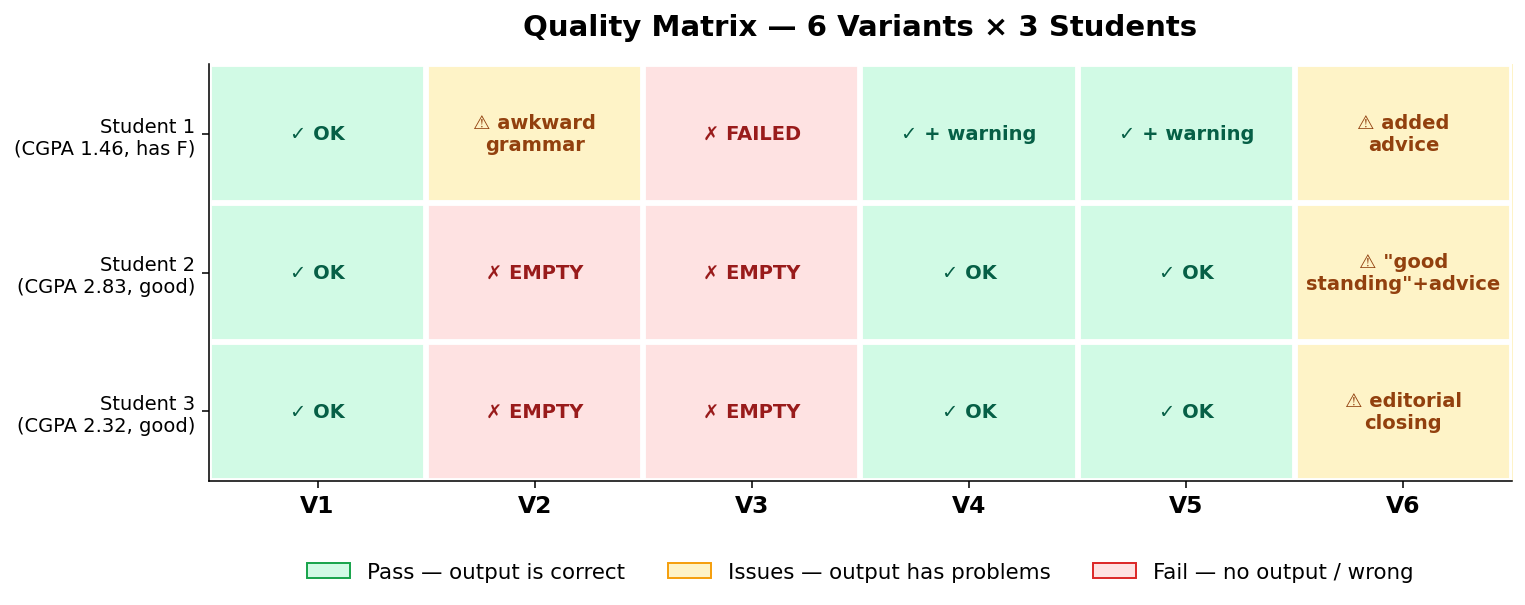 Quality Matrix — 6 Variants × 3 Students
Student 1
(CGPA 1.46, has F)
✓ OK
⚠ awkward
grammar
✗ FAILED
✓ + warning
✓ + warning
⚠ added
advice
Student 2
(CGPA 2.83, good)
✓ OK
✗ EMPTY
✗ EMPTY
✓ OK
✓ OK
⚠ "good
standing"+advice
Student 3
(CGPA 2.32, good)
✓ OK
✗ EMPTY
✗ EMPTY
✓ OK
✓ OK
⚠ editorial
closing
V1 V2 V3 V4 V5 V6
Pass — output is correct
Issues — output has problems
Fail — no output / wrong